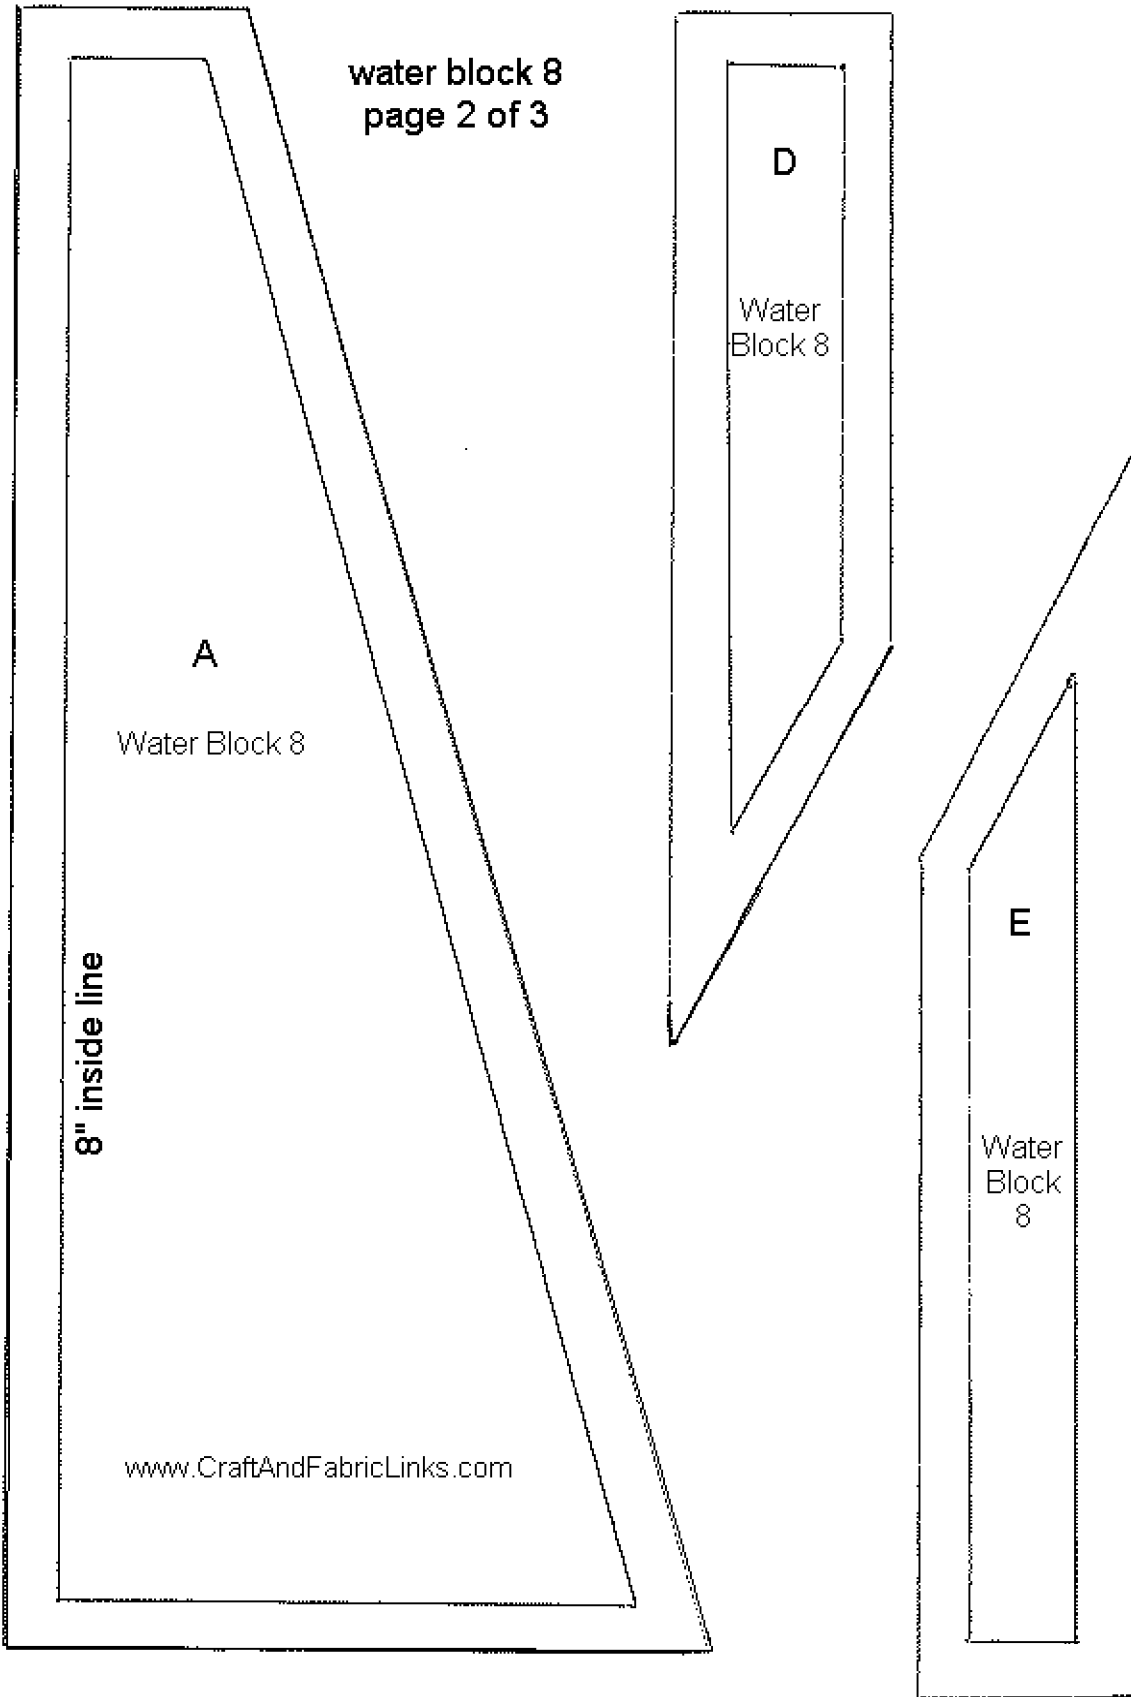 water block 8
page 2 of 3
D
Water
Block 8
A
Water Block 8
8" inside line
E
Water
Block
8
www.CraftAndFabricLinks.com